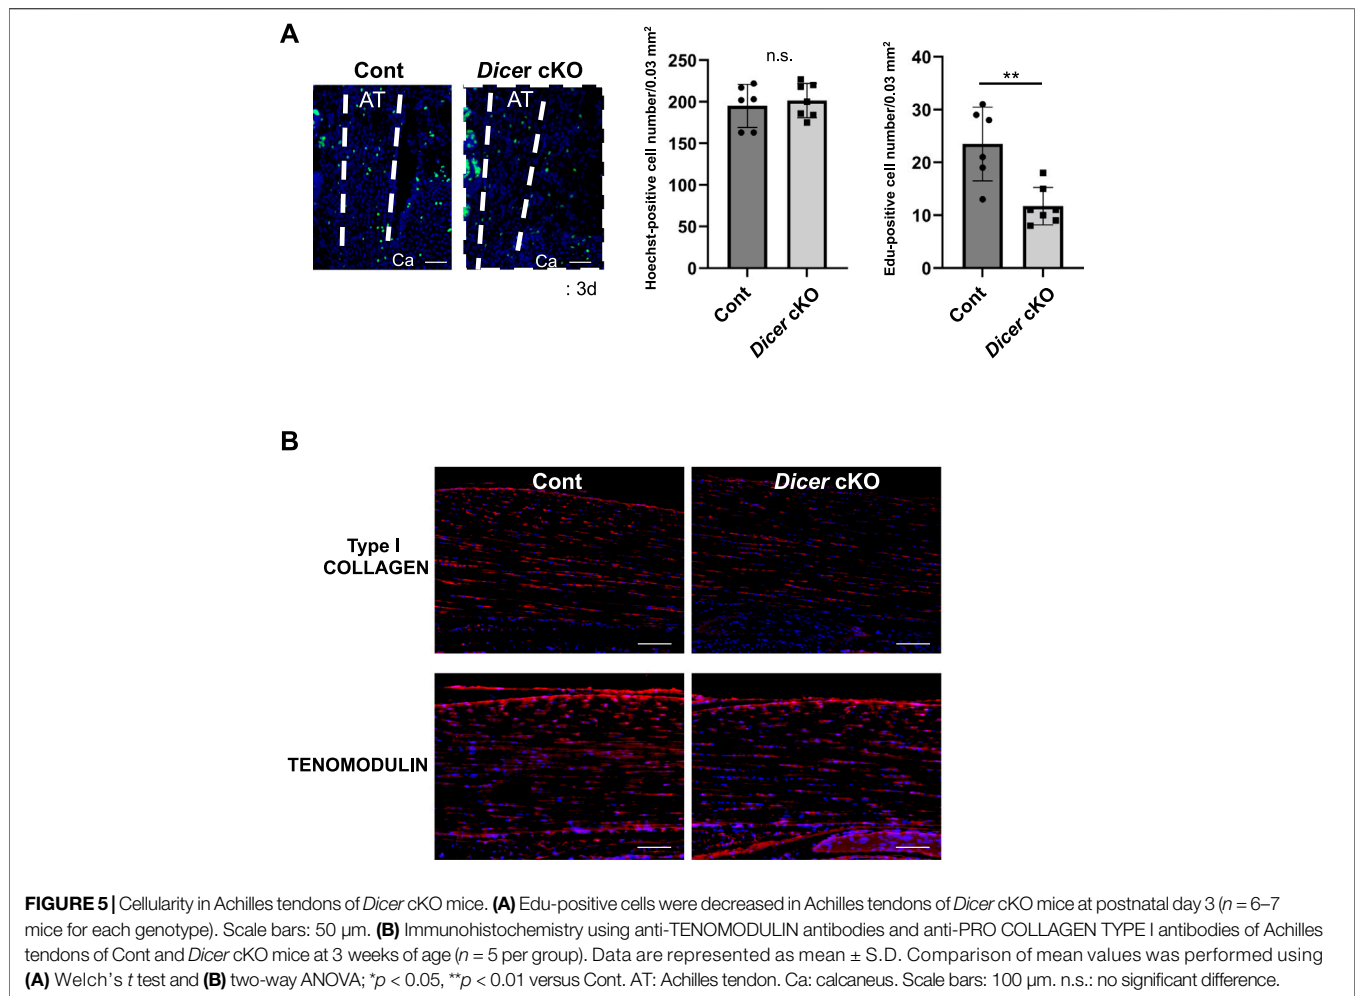 A
Cont
Dicer cKO
AT
AT
Ca
Ca
: 3d
Hoechst-positive cell number/0.03 mm²
250
200
150
100
50
0
n.s.
Cont
Dicer cKO
Edu-positive cell number/0.03 mm²
40
30
20
10
0
**
Cont
Dicer cKO
B
Cont
Dicer cKO
Type I
COLLAGEN
TENOMODULIN
FIGURE 5 | Cellularity in Achilles tendons of Dicer cKO mice. (A) Edu-positive cells were decreased in Achilles tendons of Dicer cKO mice at postnatal day 3 (n = 6–7
mice for each genotype). Scale bars: 50 μm. (B) Immunohistochemistry using anti-TENOMODULIN antibodies and anti-PRO COLLAGEN TYPE I antibodies of Achilles
tendons of Cont and Dicer cKO mice at 3 weeks of age (n = 5 per group). Data are represented as mean ± S.D. Comparison of mean values was performed using
(A) Welch's t test and (B) two-way ANOVA; *p < 0.05, **p < 0.01 versus Cont. AT: Achilles tendon. Ca: calcaneus. Scale bars: 100 μm. n.s.: no significant difference.